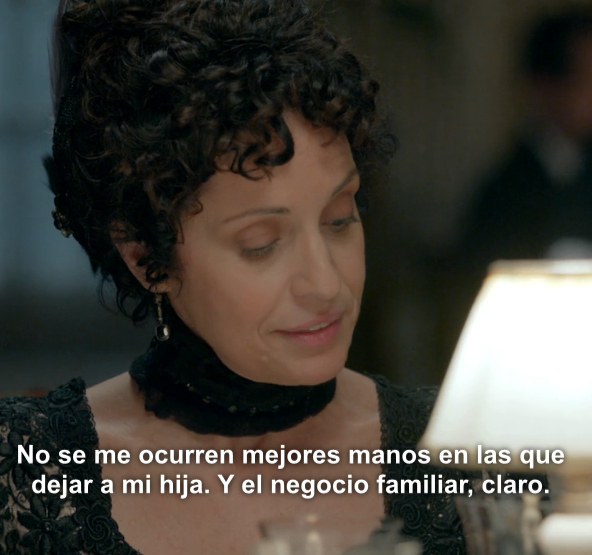 No se me ocurren mejores manos en las que
dejar a mi hija. Y el negocio familiar, claro.